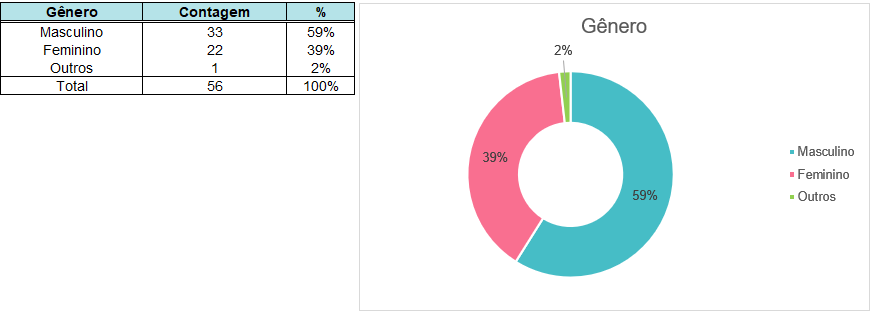 Gênero Contagem %
Masculino 33 59%
Feminino 22 39%
Outros 1 2%
Total 56 100%
Gênero
2%
39%
59%
Masculino
Feminino
Outros